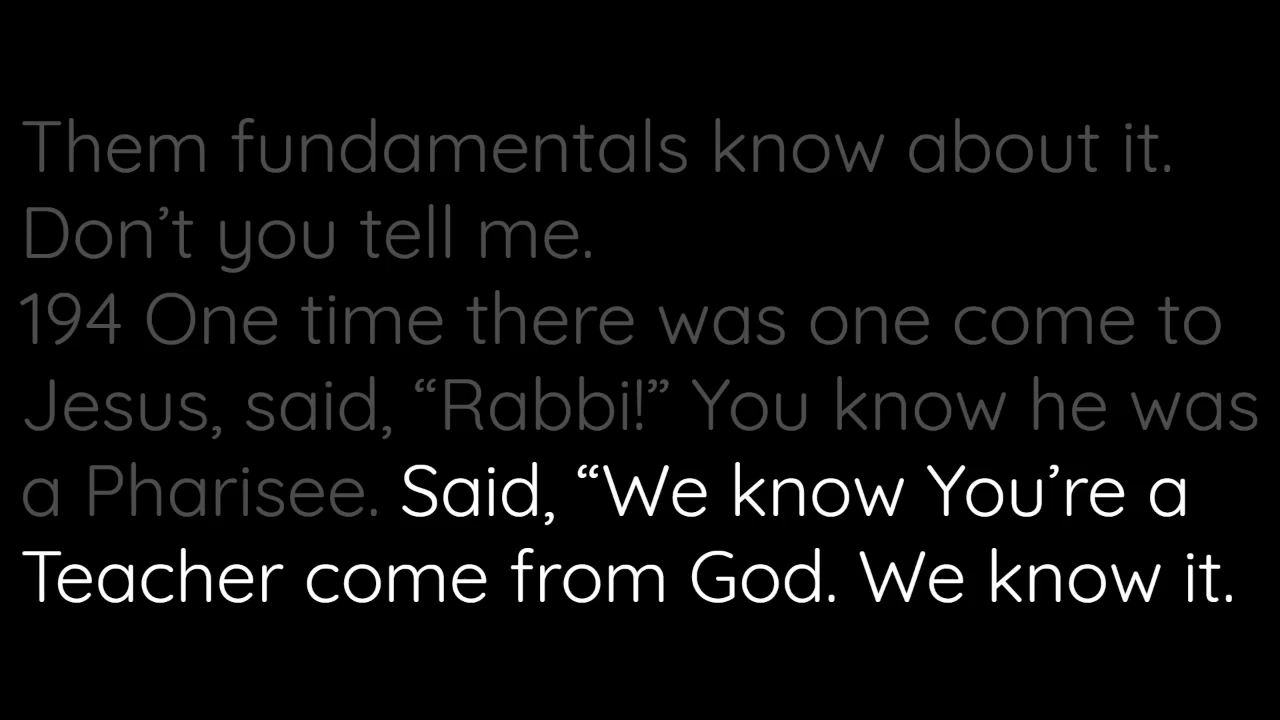 Them fundamentals know about it.
Don’t you tell me.
194 One time there was one come to
Jesus, said, “Rabbi!” You know he was
a Pharisee. Said, “We know You’re a
Teacher come from God. We know it.